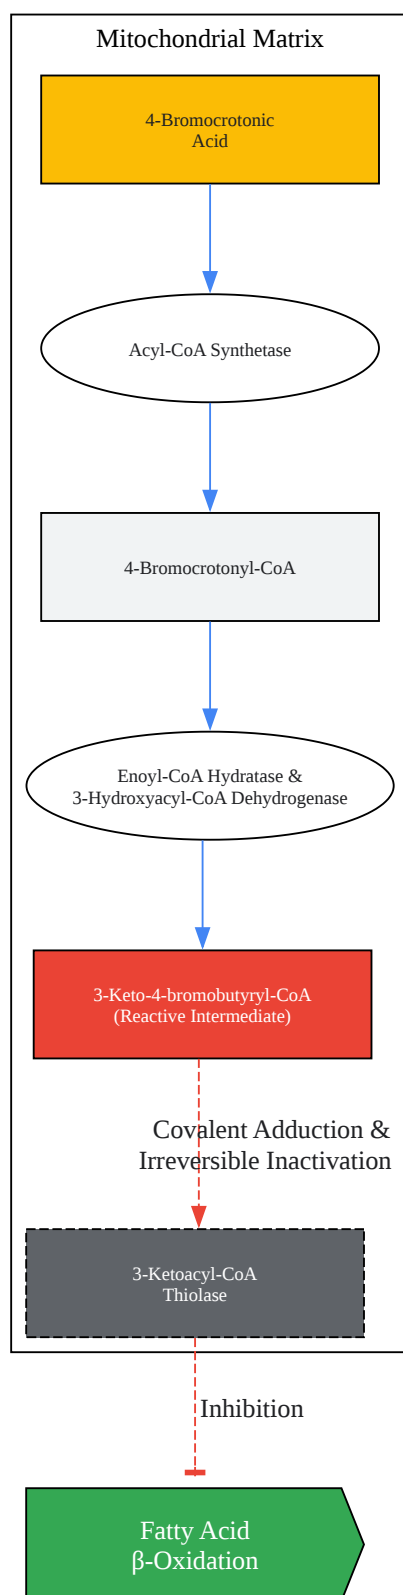 Mitochondrial Matrix
4-Bromocrotonic
Acid
Acyl-CoA Synthetase
4-Bromocrotonyl-CoA
Enoyl-CoA Hydratase &
3-Hydroxyacyl-CoA Dehydrogenase
3-Keto-4-bromobutyryl-CoA
(Reactive Intermediate)
Covalent Adduction &
Irreversible Inactivation
3-Ketoacyl-CoA
Thiolase
Inhibition
Fatty Acid
β-Oxidation